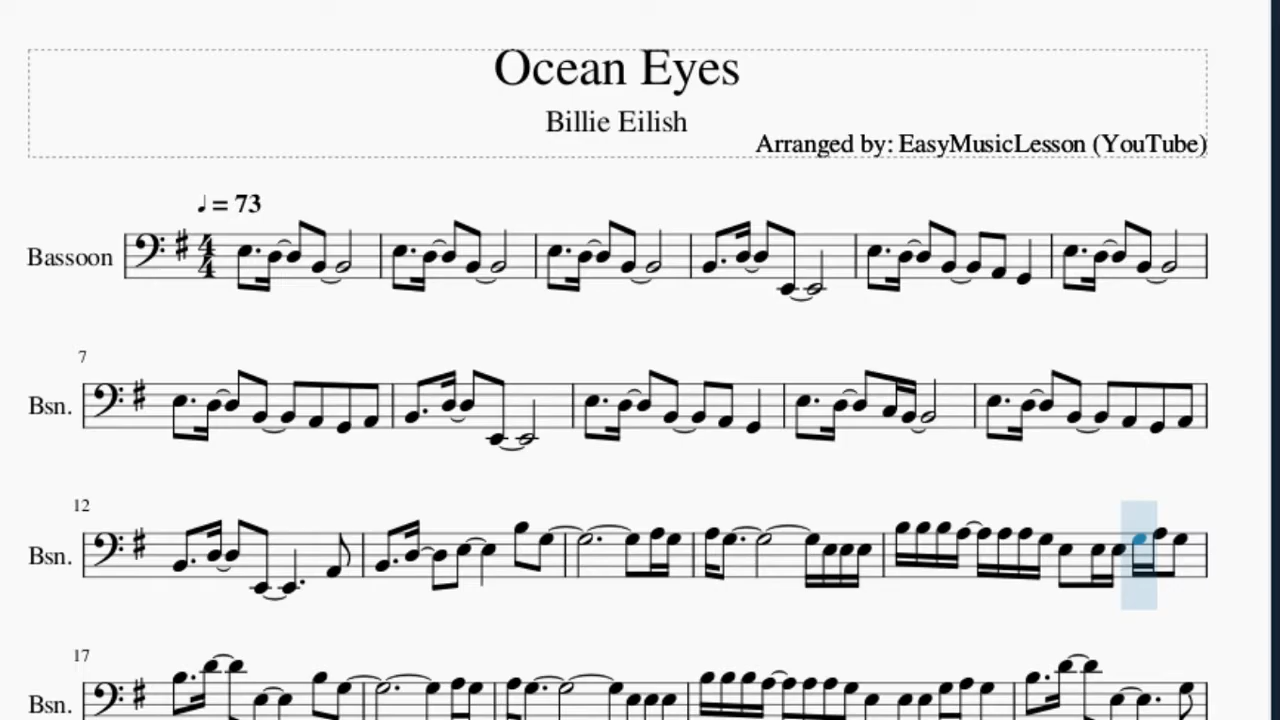 Ocean Eyes
Billie Eilish
Arranged by: EasyMusicLesson (YouTube)
♩ = 73
Bassoon
4
4
7
Bsn.
12
Bsn.
17
Bsn.